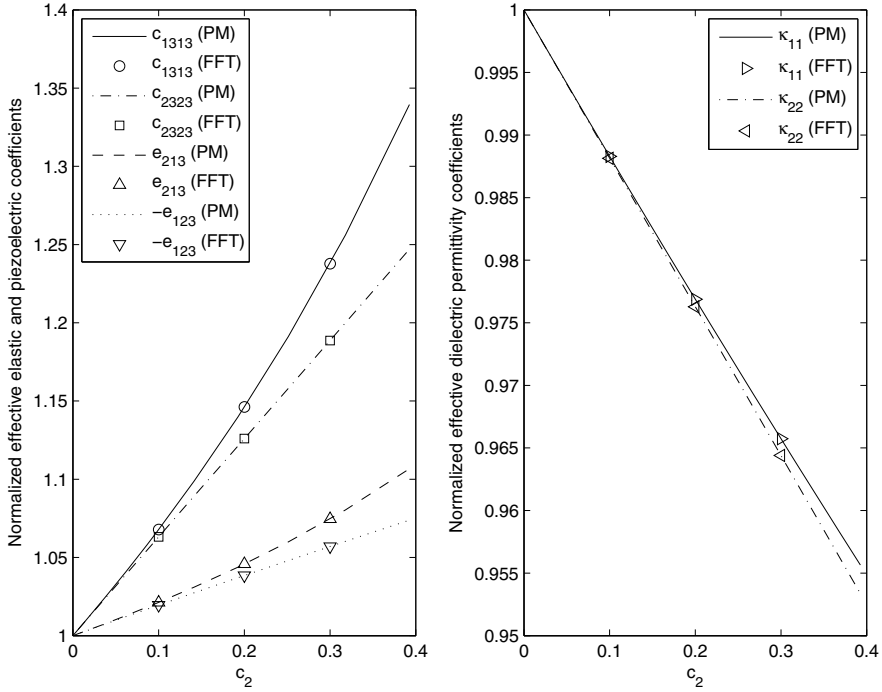 Normalized effective elastic and piezoelectric coefficients
1.4
1.35
1.3
1.25
1.2
1.15
1.1
1.05
1
c1313 (PM)
c1313 (FFT)
c2323 (PM)
c2323 (FFT)
e213 (PM)
e213 (FFT)
−e123 (PM)
−e123 (FFT)
0 0.1 0.2 0.3 0.4
c2
Normalized effective dielectric permittivity coefficients
1
0.995
0.99
0.985
0.98
0.975
0.97
0.965
0.96
0.955
0.95
κ11 (PM)
κ11 (FFT)
κ22 (PM)
κ22 (FFT)
0 0.1 0.2 0.3 0.4
c2